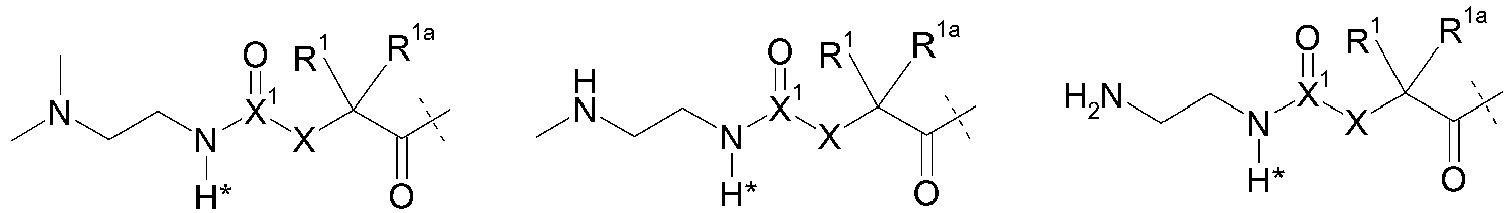 O R¹ R¹ᵃ
N X¹
N X
H* O
H O R¹ R¹ᵃ
N X¹
N X
H* O
O R¹ R¹ᵃ
H₂N X¹
N X
H* O